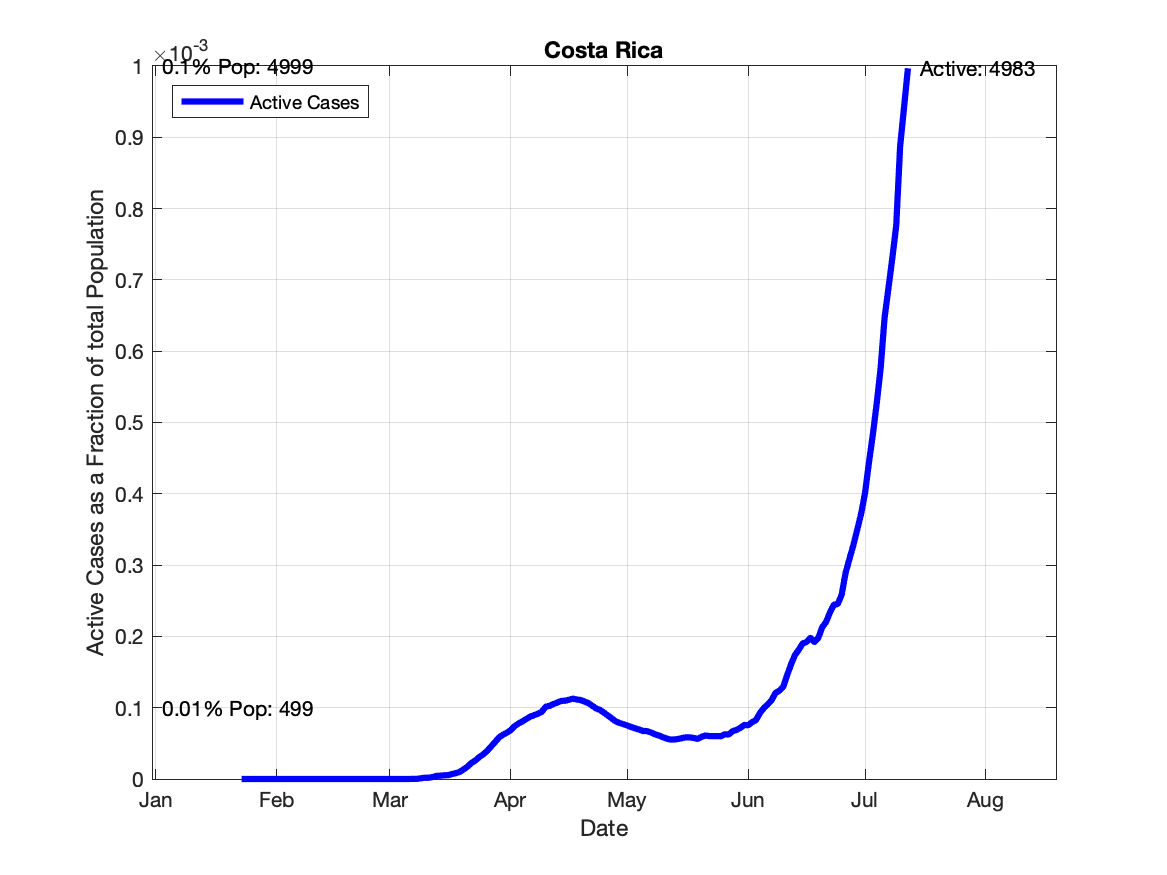 Costa Rica
×10-3
0.1% Pop: 4999
Active: 4983
Active Cases
1
0.9
0.8
0.7
0.6
0.5
0.4
0.3
0.2
0.1
0
0.01% Pop: 499
Active Cases as a Fraction of total Population
Jan Feb Mar Apr May Jun Jul Aug
Date